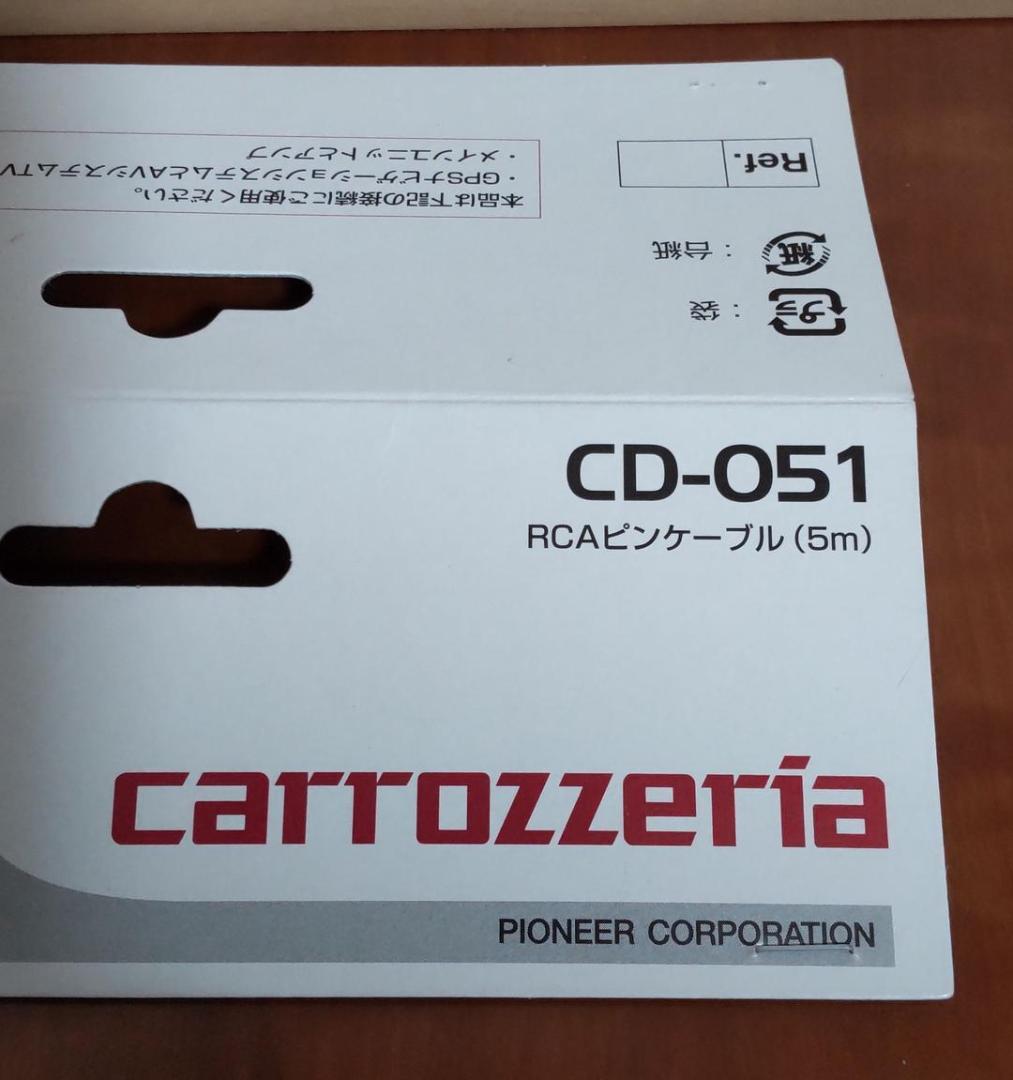 CD-051
RCAピンケーブル（5m）
carrozzeria
PIONEER CORPORATION
本品は下記の接続にご使用ください。
・GPSナビゲーションシステムとAVシステムTV
・メインユニットとアンプ
プラ
：袋
紙
：台紙
Ref.